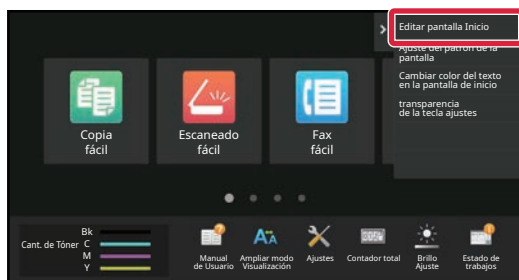 Editar pantalla Inicio
Ajuste del patrón de la
pantalla
Cambiar color del texto
en la pantalla de inicio
transparencia
de la tecla ajustes
Copia
fácil
Escaneado
fácil
Fax
fácil
Cant. de Tóner
Bk
C
M
Y
Manual
de Usuario
Ampliar modo
Visualización
Ajustes
Contador total
Brillo
Ajuste
Estado de
trabajos